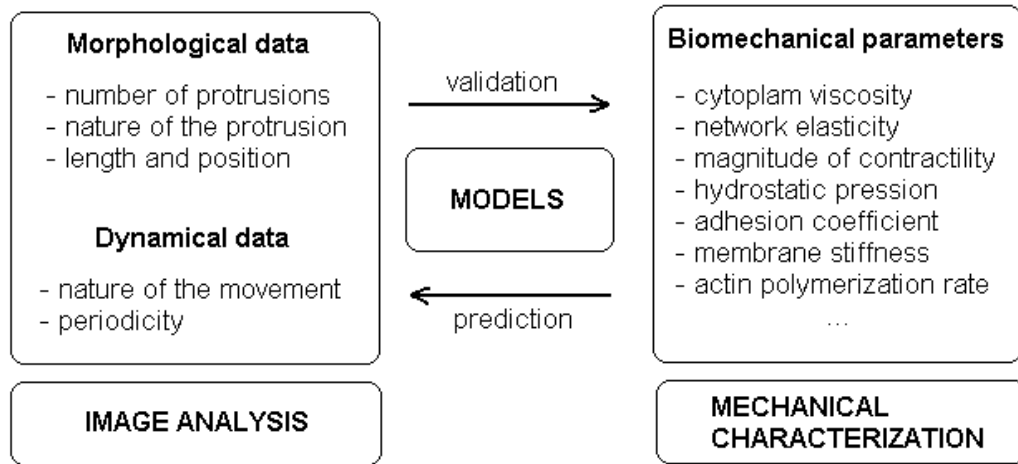 Morphological data
- number of protrusions
- nature of the protrusion
- length and position
Dynamical data
- nature of the movement
- periodicity
IMAGE ANALYSIS
validation
MODELS
prediction
Biomechanical parameters
- cytoplam viscosity
- network elasticity
- magnitude of contractility
- hydrostatic pression
- adhesion coefficient
- membrane stiffness
- actin polymerization rate
...
MECHANICAL
CHARACTERIZATION